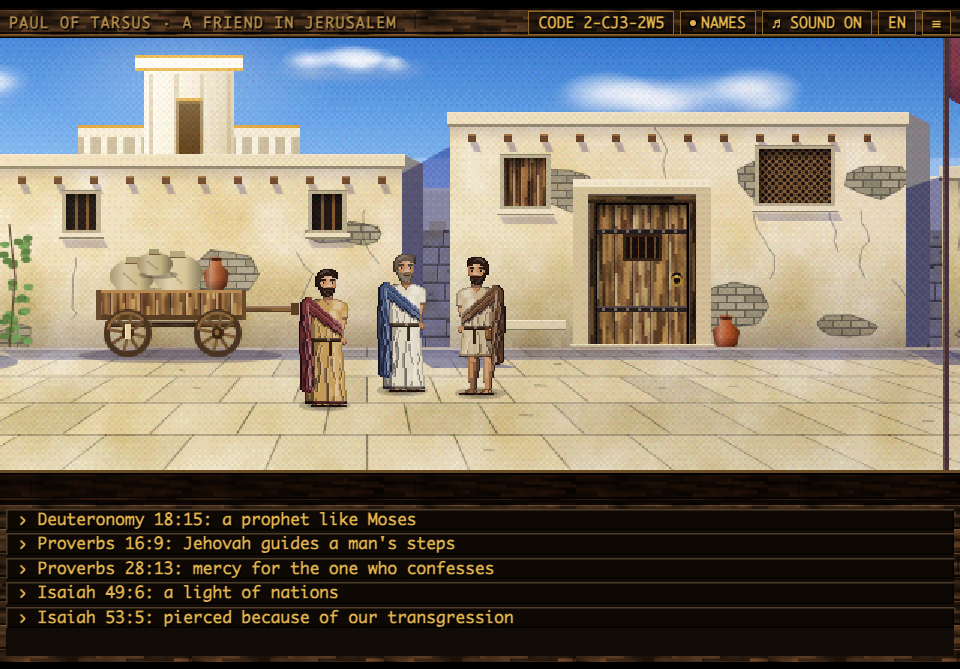 PAUL OF TARSUS · A FRIEND IN JERUSALEM
CODE 2-CJ3-2W5
• NAMES
♫ SOUND ON
EN
≡
› Deuteronomy 18:15: a prophet like Moses
› Proverbs 16:9: Jehovah guides a man's steps
› Proverbs 28:13: mercy for the one who confesses
› Isaiah 49:6: a light of nations
› Isaiah 53:5: pierced because of our transgression